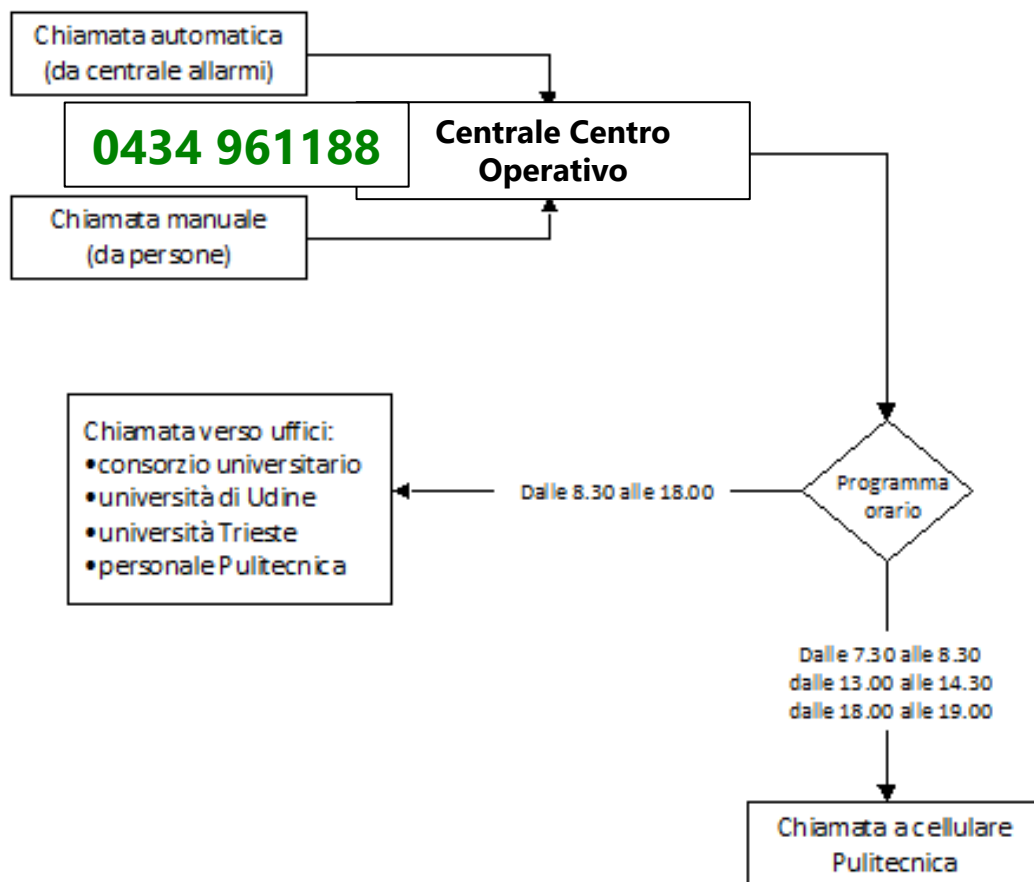 Chiamata automatica
(da centrale allarmi)
0434 961188
Centrale Centro
Operativo
Chiamata manuale
(da persone)
Chiamata verso uffici:
•consorzio universitario
•università di Udine
•università Trieste
•personale Pulitecnica
Dalle 8.30 alle 18.00
Programma
orario
Dalle 7.30 alle 8.30
dalle 13.00 alle 14.30
dalle 18.00 alle 19.00
Chiamata a cellulare
Pulitecnica